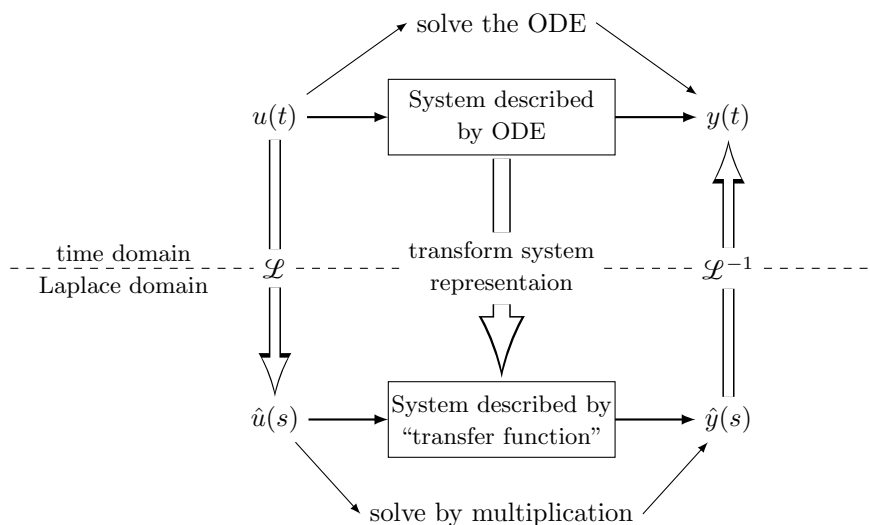 solve the ODE
u(t)
System described
by ODE
y(t)
time domain
Laplace domain
ℒ
transform system
representaion
ℒ⁻¹
û(s)
System described by
“transfer function”
ŷ(s)
solve by multiplication